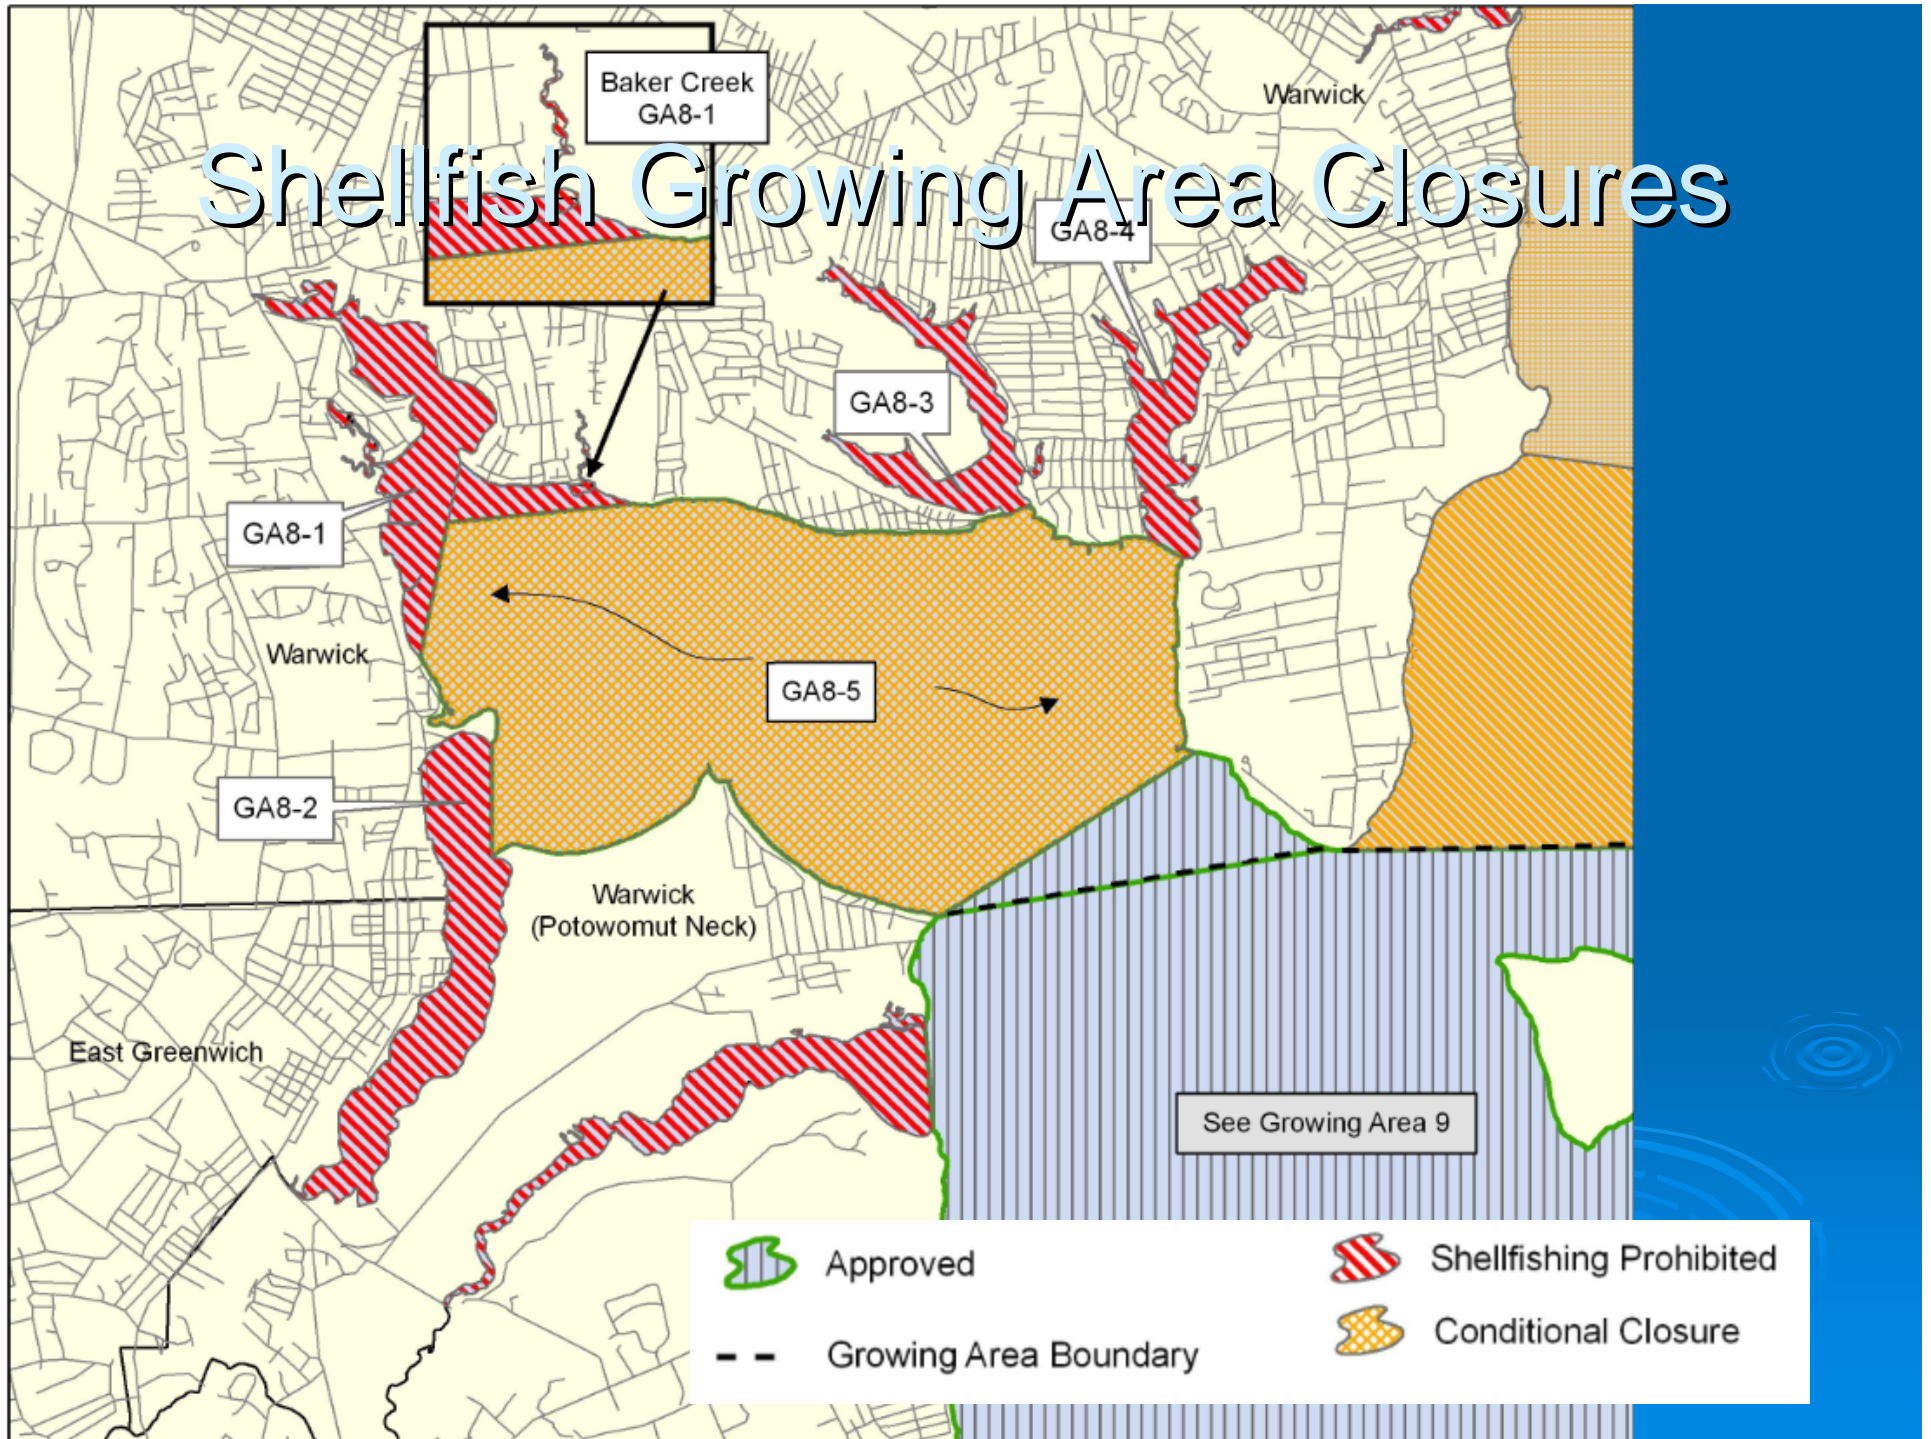 Baker Creek
GA8-1
Warwick
Shellfish Growing Area Closures
GA8-4
GA8-3
GA8-1
Warwick
GA8-5
GA8-2
Warwick
(Potowomut Neck)
East Greenwich
See Growing Area 9
Approved
Shellfishing Prohibited
Conditional Closure
Growing Area Boundary